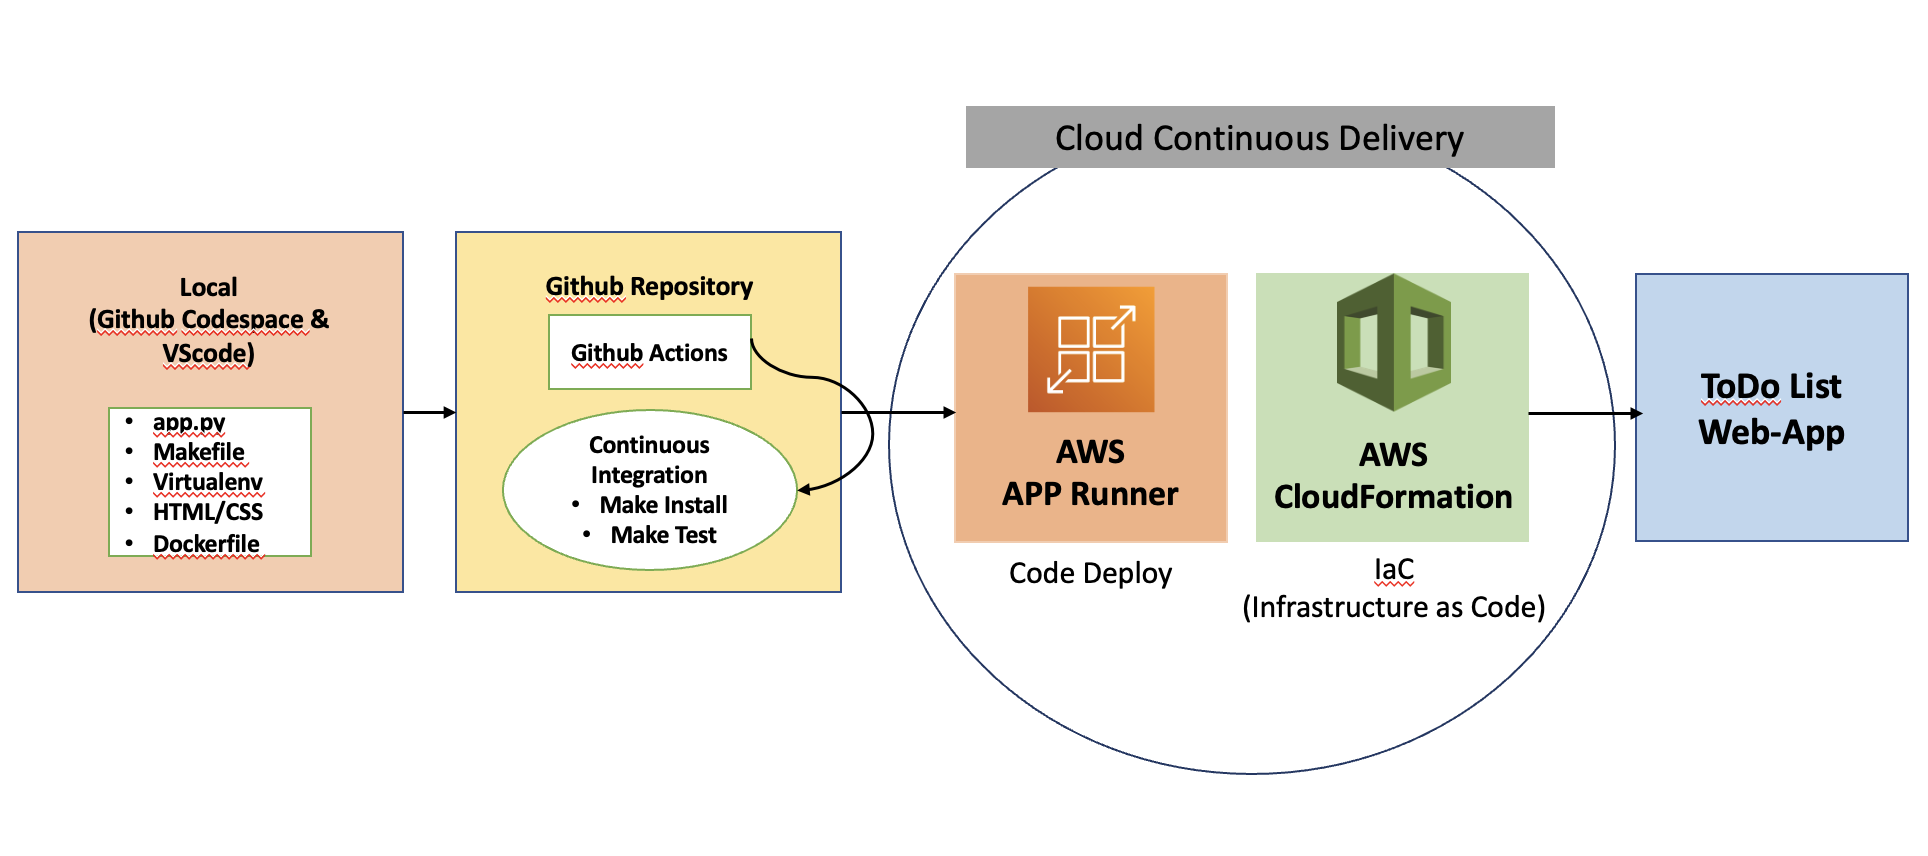 Cloud Continuous Delivery
Local
(Github Codespace &
VScode)
• app.py
• Makefile
• Virtualenv
• HTML/CSS
• Dockerfile
Github Repository
Github Actions
Continuous
Integration
• Make Install
• Make Test
AWS
APP Runner
Code Deploy
AWS
CloudFormation
IaC
(Infrastructure as Code)
ToDo List
Web-App